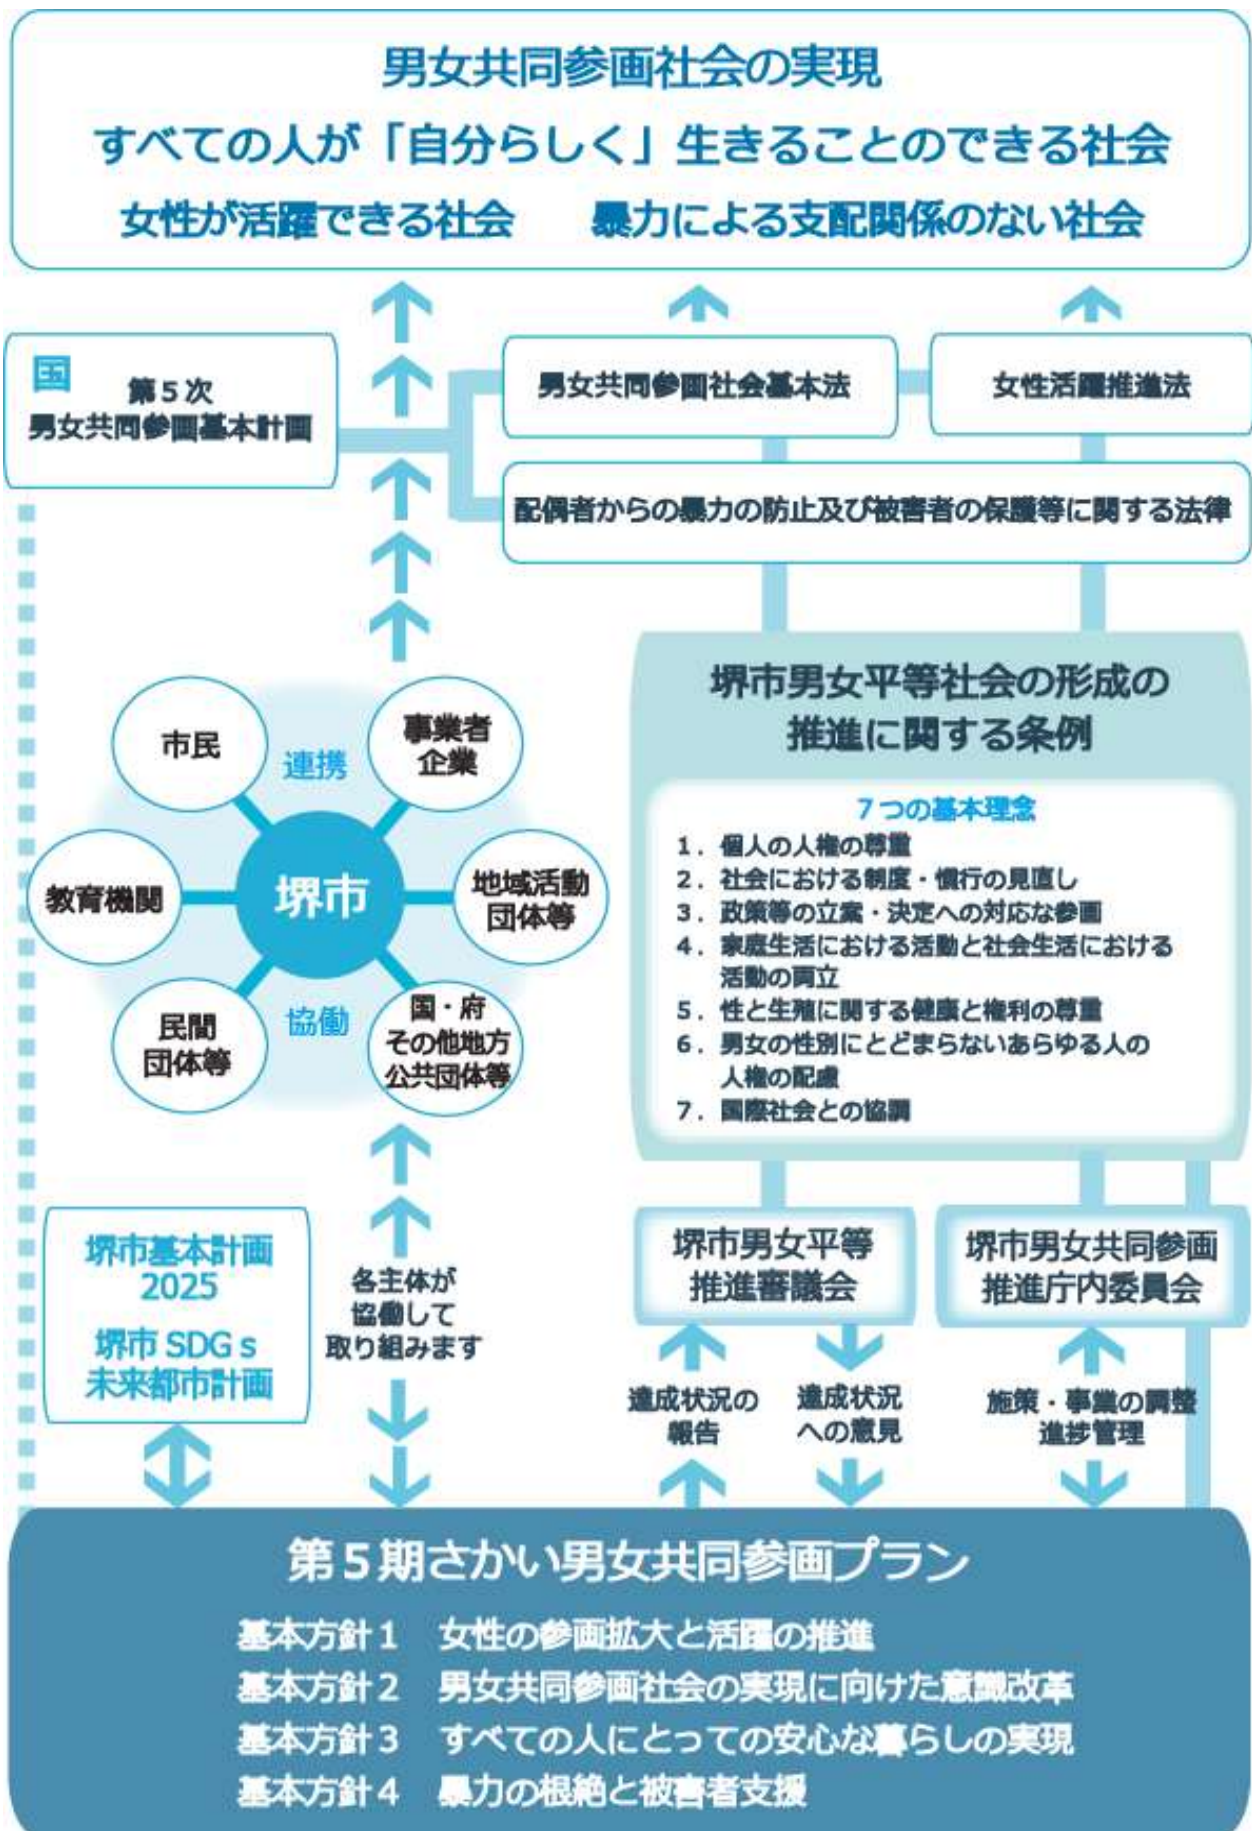 男女共同参画社会の実現
すべての人が「自分らしく」生きることのできる社会
女性が活躍できる社会　暴力による支配関係のない社会
国
第５次
男女共同参画基本計画
男女共同参画社会基本法
女性活躍推進法
配偶者からの暴力の防止及び被害者の保護等に関する法律
市民
連携
事業者
企業
教育機関
堺市
地域活動
団体等
民間
団体等
協働
国・府
その他地方
公共団体等
堺市男女平等社会の形成の
推進に関する条例
７つの基本理念
１．個人の人権の尊重
２．社会における制度・慣行の見直し
３．政策等の立案・決定への対応な参画
４．家庭生活における活動と社会生活における
活動の両立
５．性と生殖に関する健康と権利の尊重
６．男女の性別にとどまらないあらゆる人の
人権の配慮
７．国際社会との協調
堺市基本計画
2025
堺市 SDGｓ
未来都市計画
各主体が
協働して
取り組みます
堺市男女平等
推進審議会
堺市男女共同参画
推進庁内委員会
達成状況の
報告
達成状況
への意見
施策・事業の調整
進捗管理
第５期さかい男女共同参画プラン
基本方針１　女性の参画拡大と活躍の推進
基本方針２　男女共同参画社会の実現に向けた意識改革
基本方針３　すべての人にとっての安心な暮らしの実現
基本方針４　暴力の根絶と被害者支援